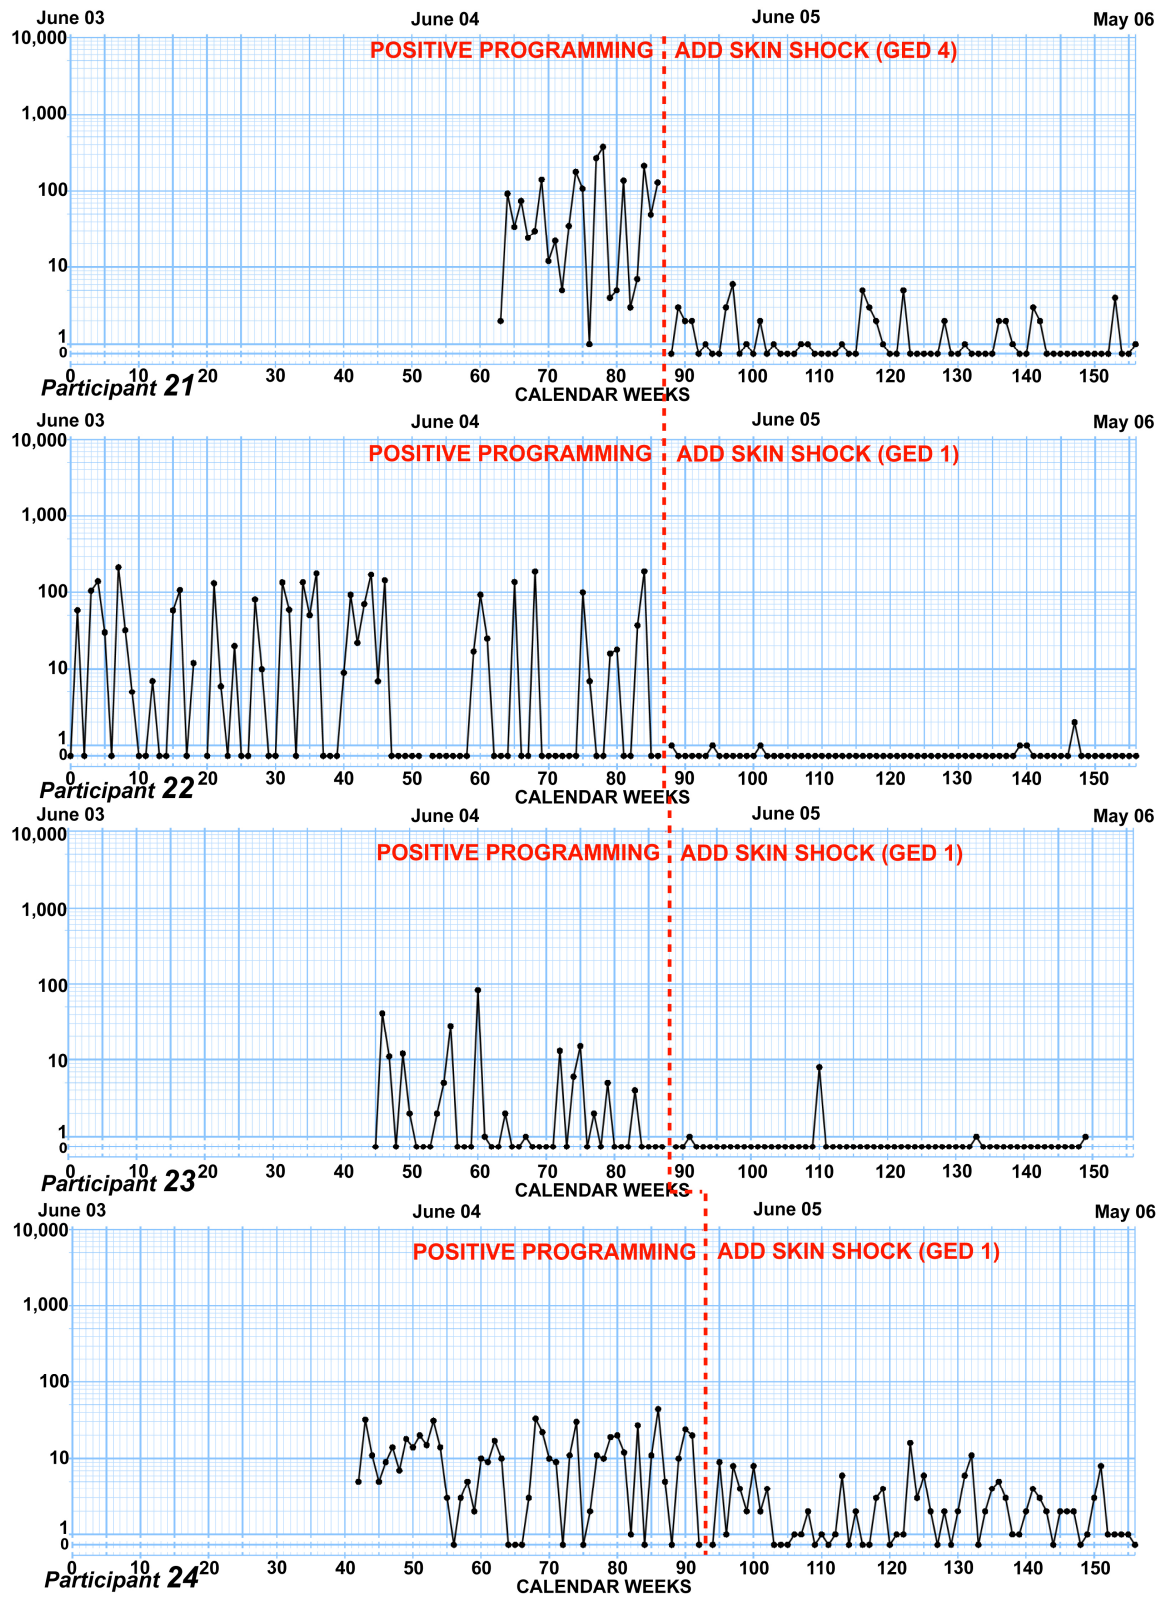 June 03 June 04 June 05 May 06
10,000 POSITIVE PROGRAMMING ADD SKIN SHOCK (GED 4)
1,000
100
10
1
0
0 10 20 30 40 50 60 70 80 90 100 110 120 130 140 150
Participant 21 CALENDAR WEEKS
June 03 June 04 June 05 May 06
10,000 POSITIVE PROGRAMMING ADD SKIN SHOCK (GED 1)
1,000
100
10
1
0
0 10 20 30 40 50 60 70 80 90 100 110 120 130 140 150
Participant 22 CALENDAR WEEKS
June 03 June 04 June 05 May 06
10,000 POSITIVE PROGRAMMING ADD SKIN SHOCK (GED 1)
1,000
100
10
1
0
0 10 20 30 40 50 60 70 80 90 100 110 120 130 140 150
Participant 23 CALENDAR WEEKS
June 03 June 04 June 05 May 06
10,000 POSITIVE PROGRAMMING ADD SKIN SHOCK (GED 1)
1,000
100
10
1
0
0 10 20 30 40 50 60 70 80 90 100 110 120 130 140 150
Participant 24 CALENDAR WEEKS